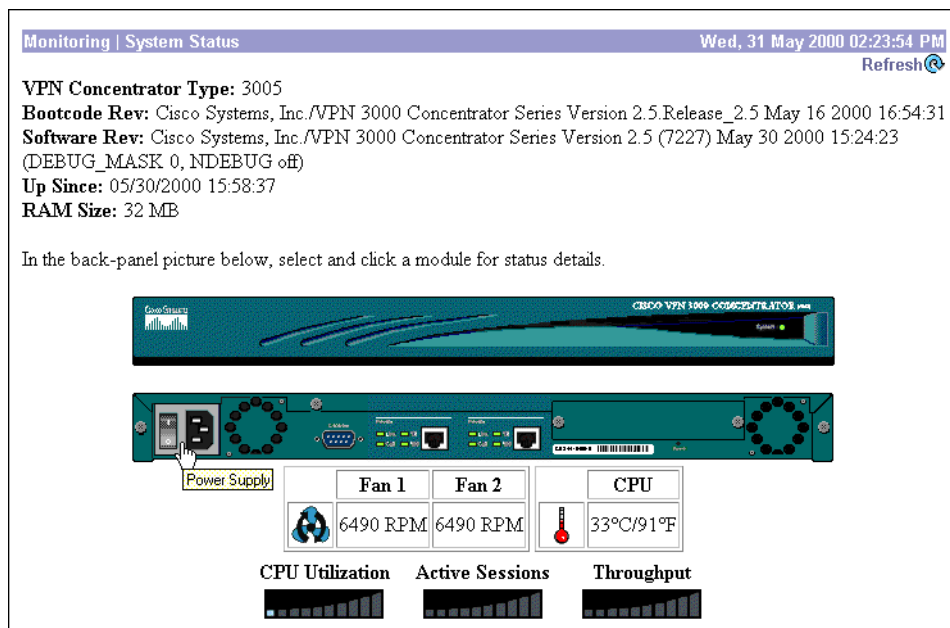 Monitoring | System Status
Wed, 31 May 2000 02:23:54 PM
Refresh
VPN Concentrator Type: 3005
Bootcode Rev: Cisco Systems, Inc./VPN 3000 Concentrator Series Version 2.5.Release_2.5 May 16 2000 16:54:31
Software Rev: Cisco Systems, Inc./VPN 3000 Concentrator Series Version 2.5 (7227) May 30 2000 15:24:23
(DEBUG_MASK 0, NDEBUG off)
Up Since: 05/30/2000 15:58:37
RAM Size: 32 MB
In the back-panel picture below, select and click a module for status details.
Cisco Systems
CISCO VPN 3000 CONCENTRATOR
System
Power Supply
Fan 1 Fan 2 CPU
6490 RPM 6490 RPM 33°C/91°F
CPU Utilization Active Sessions Throughput